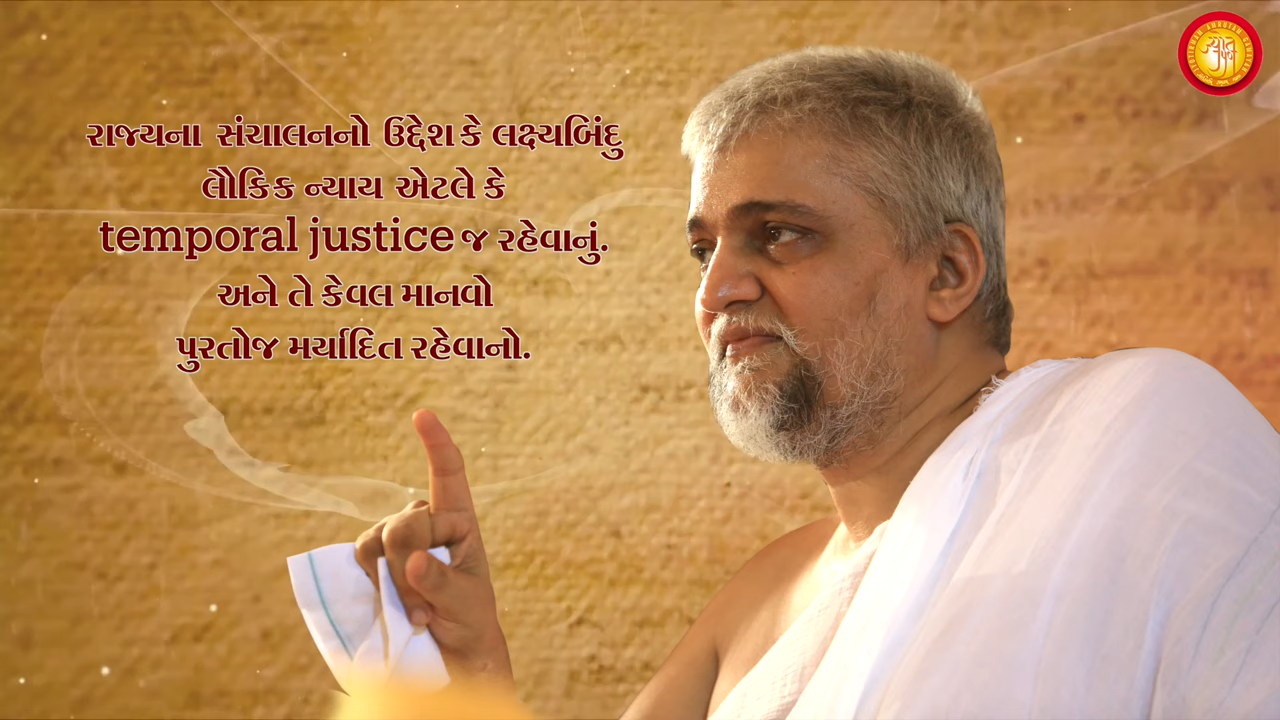 રાજ્યના સંચાલનનો ઉદ્દેશ કે લક્ષ્યબિંદુ
લૌકિક ન્યાય એટલે કે
temporal justice જ રહેવાનું.
અને તે કેવલ માનવો
પુરતોજ મર્યાદિત રહેવાનો.